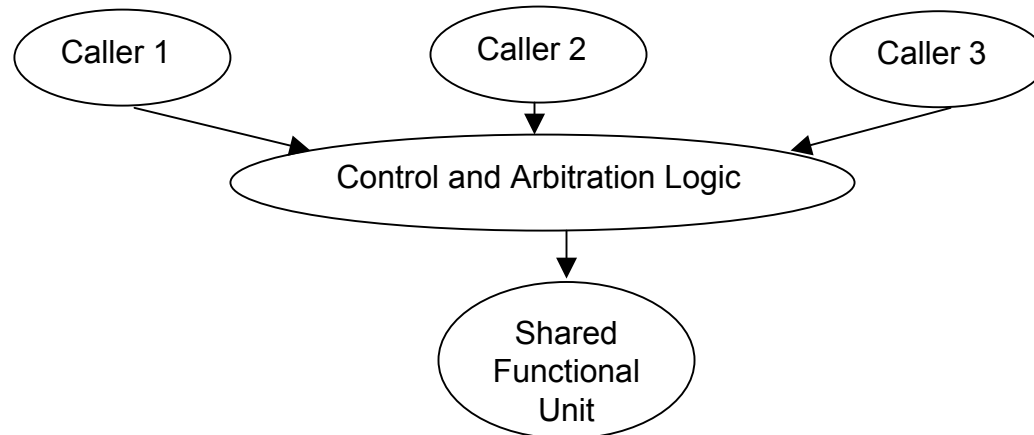 Caller 1
Caller 2
Caller 3
Control and Arbitration Logic
Shared
Functional
Unit